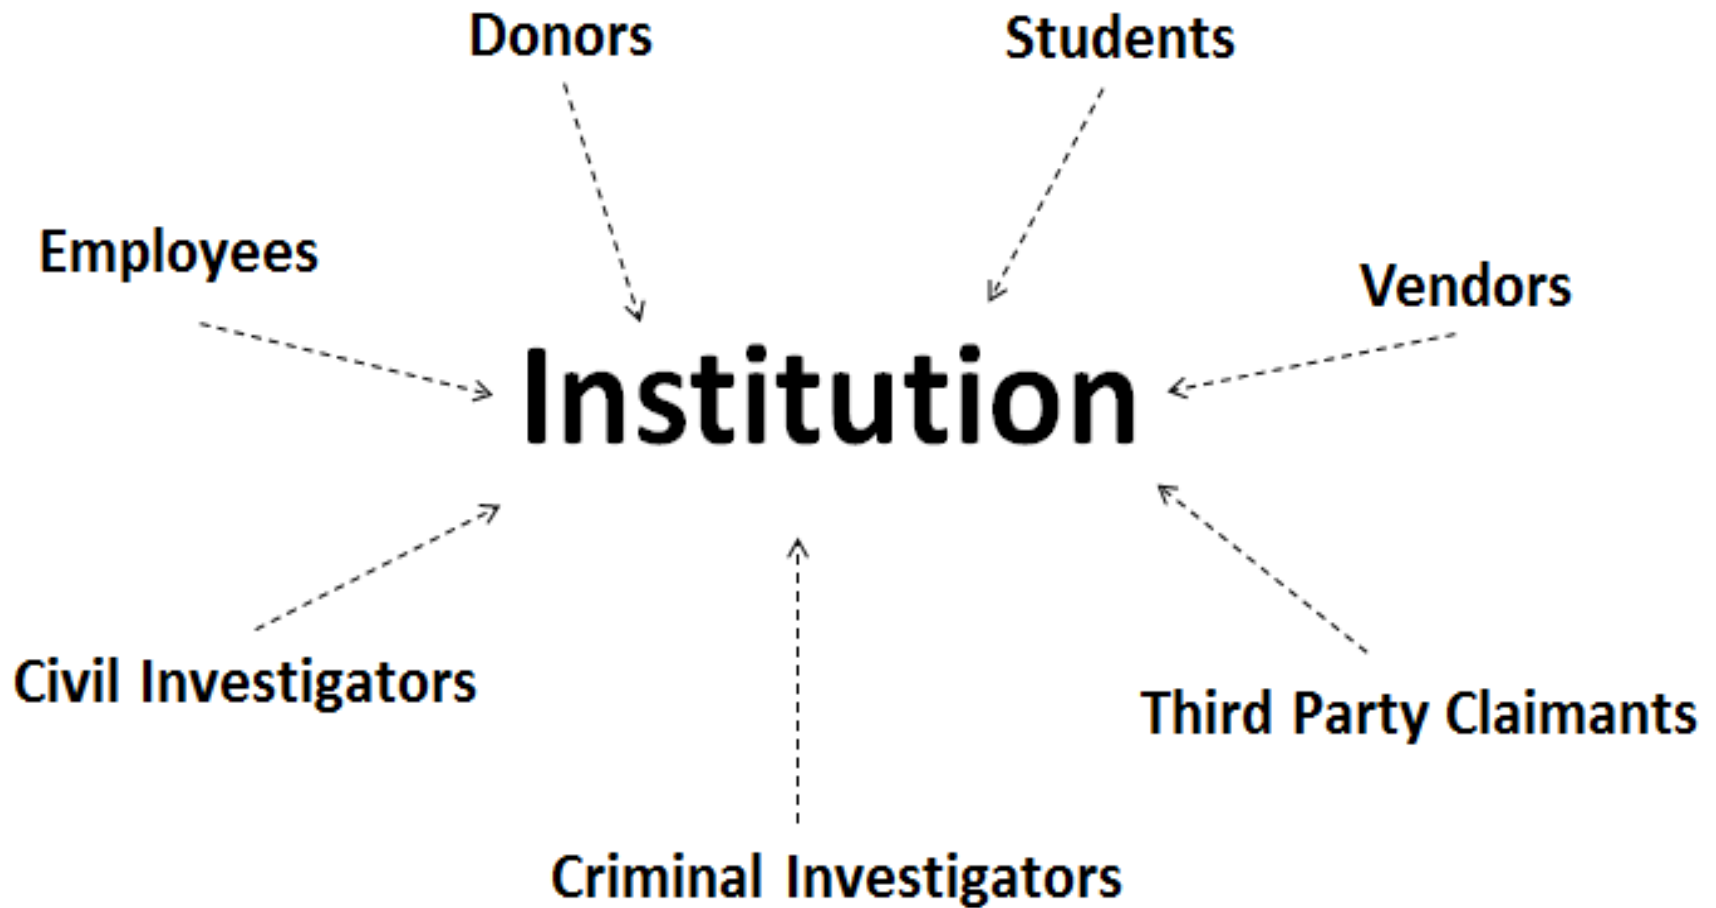 Donors
Students
Employees
Vendors
Institution
Civil Investigators
Third Party Claimants
Criminal Investigators